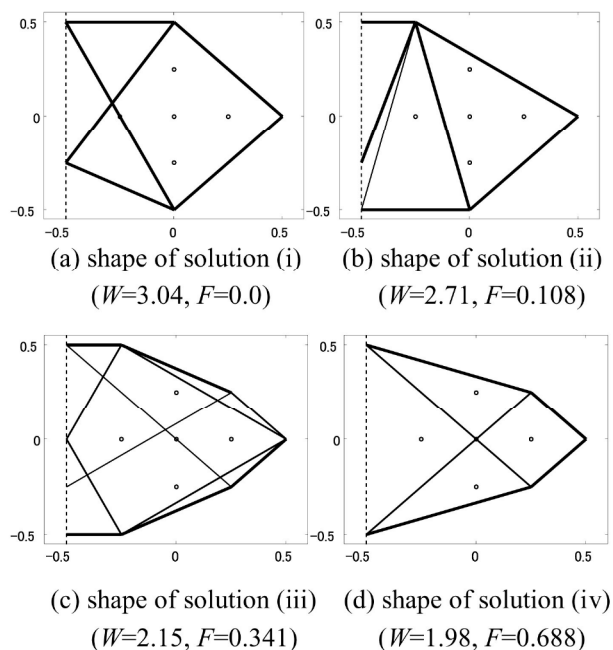 0.5 0.5
0 0
−0.5 −0.5
−0.5 0 0.5 −0.5 0 0.5
(a) shape of solution (i) (b) shape of solution (ii)
(W=3.04, F=0.0) (W=2.71, F=0.108)
0.5 0.5
0 0
−0.5 −0.5
−0.5 0 0.5 −0.5 0 0.5
(c) shape of solution (iii) (d) shape of solution (iv)
(W=2.15, F=0.341) (W=1.98, F=0.688)